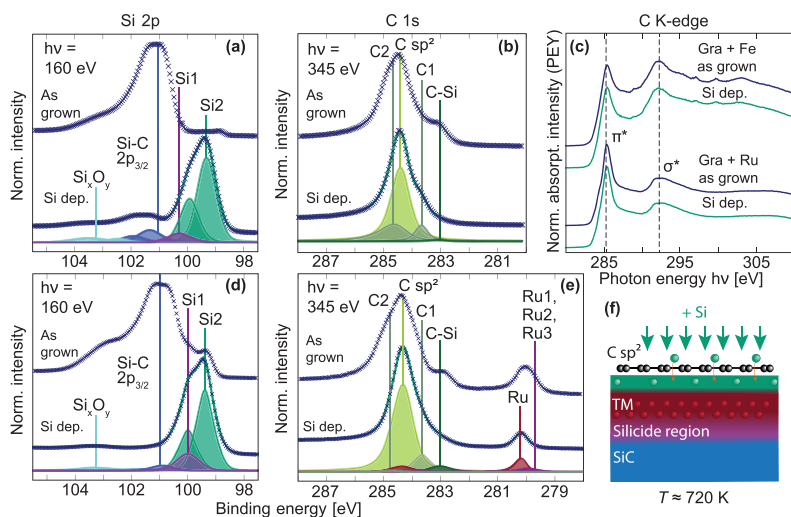 Si 2p
C 1s
C K-edge
Norm. intensity
hν =
160 eV
(a)
As
grown
Si1
Si2
Si-C
2p3/2
SixOy
Si dep.
104
102
100
98
Norm. intensity
hν =
345 eV
C2
C sp²
(b)
C1
C-Si
As
grown
Si dep.
287
285
283
281
Norm. absorpt. intensity (PEY)
(c)
Gra + Fe
as grown
Si dep.
π*
σ*
Gra + Ru
as grown
Si dep.
285
295
305
Photon energy hν [eV]
Norm. intensity
hν =
160 eV
(d)
As
grown
Si1
Si2
Si-C
2p3/2
SixOy
Si dep.
104
102
100
98
Norm. intensity
hν =
345 eV
C2
C sp²
(e)
C1
C-Si
Ru1,
Ru2,
Ru3
As
grown
Ru
Si dep.
287
285
283
281
279
Binding energy [eV]
(f)
+ Si
C sp²
TM
Silicide region
SiC
T ≈ 720 K